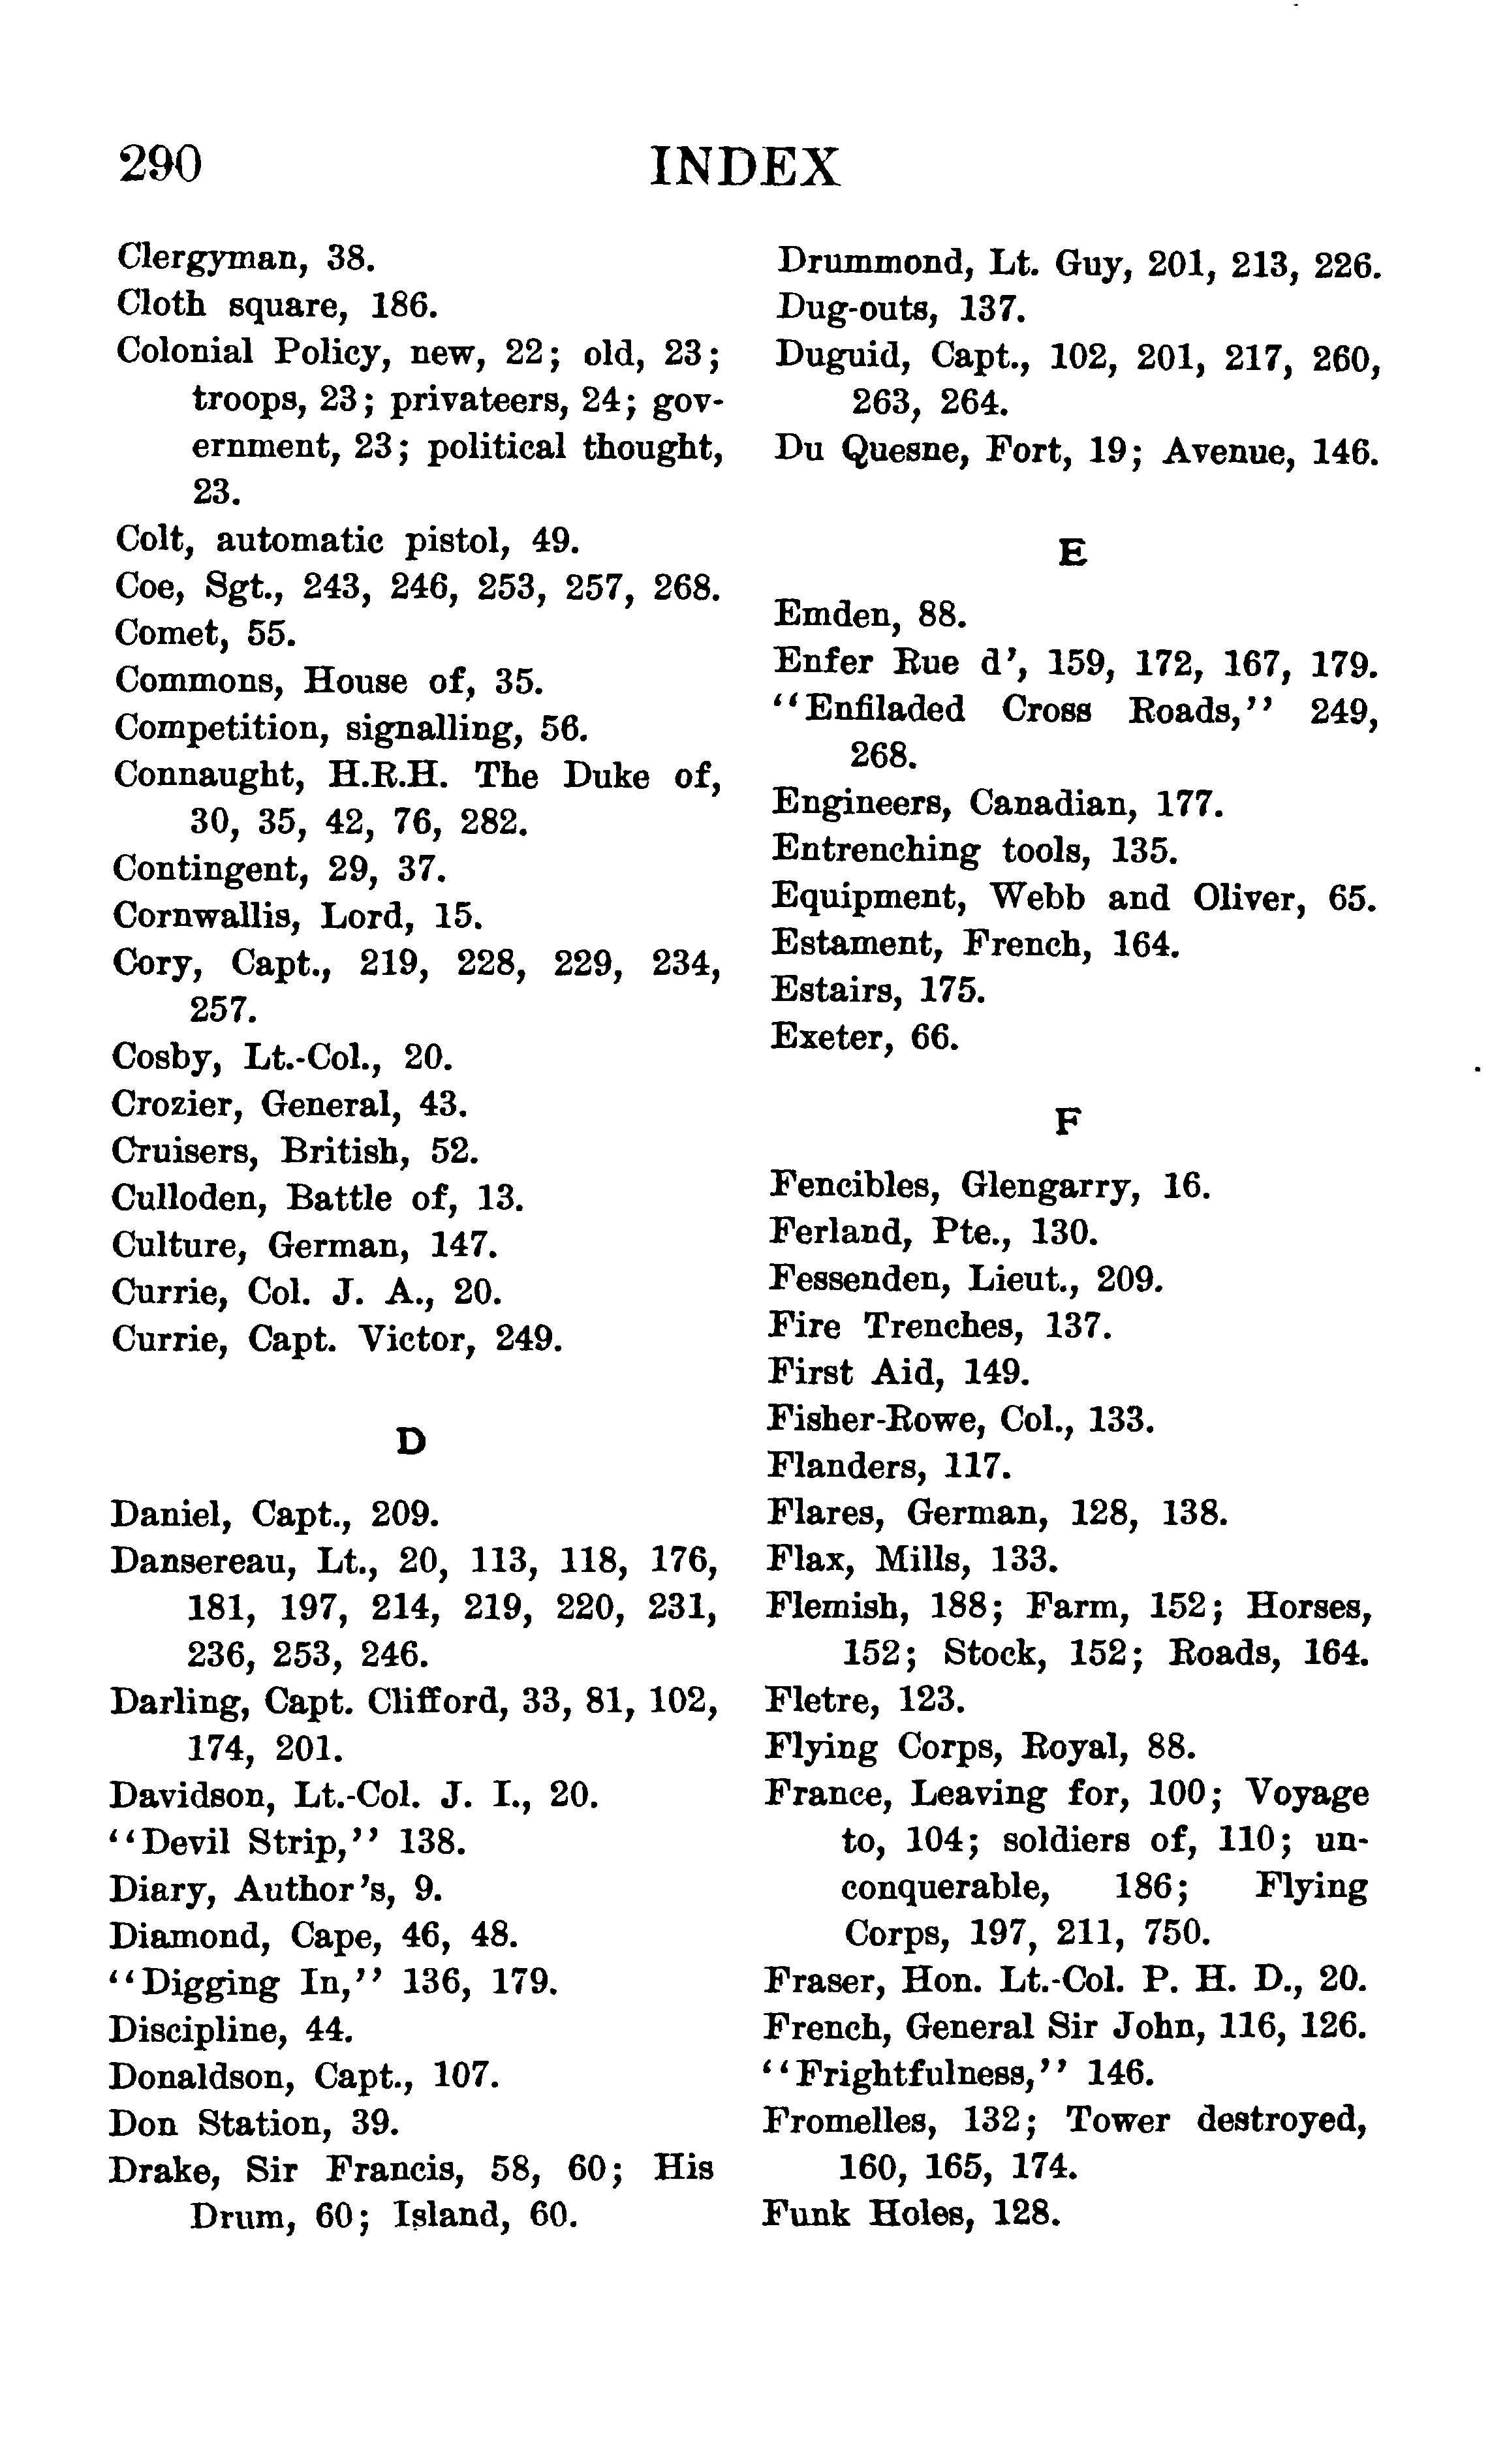 290 INDEX
Clergyman, 38.
Cloth square, 186.
Colonial Policy, new, 22; old, 23;
troops, 23; privateers, 24; gov-
ernment, 23; political thought,
23.
Colt, automatic pistol, 49.
Coe, Sgt., 243, 246, 253, 257, 268.
Comet, 55.
Commons, House of, 35.
Competition, signalling, 56.
Connaught, H.R.H. The Duke of,
30, 35, 42, 76, 282.
Contingent, 29, 37.
Cornwallis, Lord, 15.
Cory, Capt., 219, 228, 229, 234,
257.
Cosby, Lt.-Col., 20.
Crozier, General, 43.
Cruisers, British, 52.
Culloden, Battle of, 13.
Culture, German, 147.
Currie, Col. J. A., 20.
Currie, Capt. Victor, 249.
D
Daniel, Capt., 209.
Dansereau, Lt., 20, 113, 118, 176,
181, 197, 214, 219, 220, 231,
236, 253, 246.
Darling, Capt. Clifford, 33, 81, 102,
174, 201.
Davidson, Lt.-Col. J. I., 20.
"Devil Strip," 138.
Diary, Author's, 9.
Diamond, Cape, 46, 48.
"Digging In," 136, 179.
Discipline, 44.
Donaldson, Capt., 107.
Don Station, 39.
Drake, Sir Francis, 58, 60; His
Drum, 60; Island, 60.
Drummond, Lt. Guy, 201, 213, 226.
Dug-outs, 137.
Duguid, Capt., 102, 201, 217, 260,
263, 264.
Du Quesne, Fort, 19; Avenue, 146.
E
Emden, 88.
Enfer Rue d', 159, 172, 167, 179.
"Enfiladed Cross Roads," 249,
268.
Engineers, Canadian, 177.
Entrenching tools, 135.
Equipment, Webb and Oliver, 65.
Estament, French, 164.
Estairs, 175.
Exeter, 66.
F
Fencibles, Glengarry, 16.
Ferland, Pte., 130.
Fessenden, Lieut., 209.
Fire Trenches, 137.
First Aid, 149.
Fisher-Rowe, Col., 133.
Flanders, 117.
Flares, German, 128, 138.
Flax, Mills, 133.
Flemish, 188; Farm, 152; Horses,
152; Stock, 152; Roads, 164.
Fletre, 123.
Flying Corps, Royal, 88.
France, Leaving for, 100; Voyage
to, 104; soldiers of, 110; un-
conquerable, 186; Flying
Corps, 197, 211, 750.
Fraser, Hon. Lt.-Col. P. H. D., 20.
French, General Sir John, 116, 126.
"Frightfulness," 146.
Fromelles, 132; Tower destroyed,
160, 165, 174.
Funk Holes, 128.